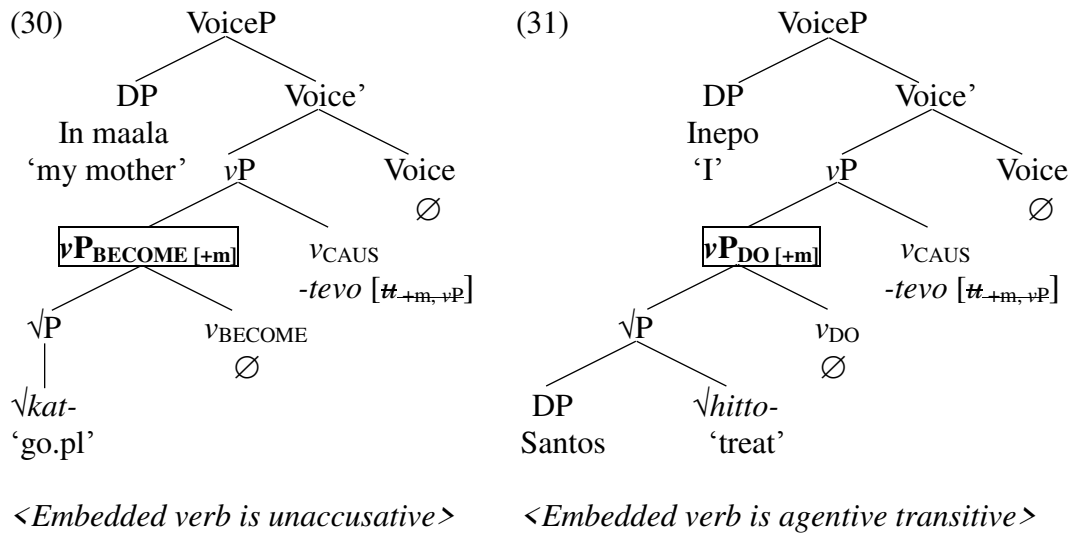 (30) VoiceP (31) VoiceP
DP Voice’ DP Voice’
In maala Inepo
‘my mother’ vP Voice ‘I’ vP Voice
∅ ∅
vPBECOME [+m] vCAUS vPDO [+m] vCAUS
-tevo [u +m, vP] -tevo [u +m, vP]
√P vBECOME √P vDO
∅ ∅
√kat- DP √hitto-
‘go.pl’ Santos ‘treat’
<Embedded verb is unaccusative> <Embedded verb is agentive transitive>